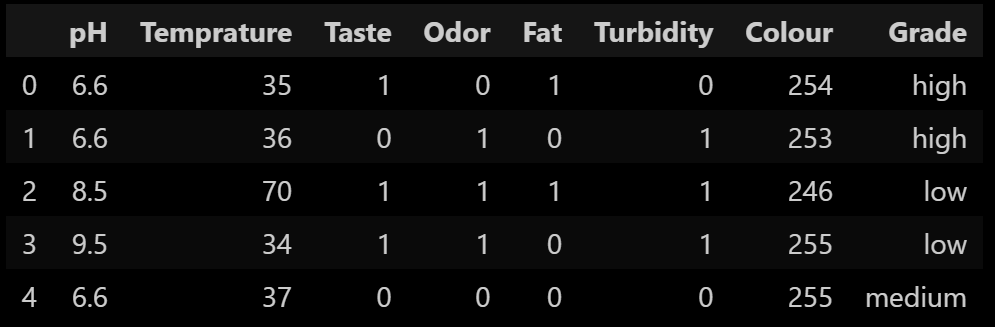 pH Temprature Taste Odor Fat Turbidity Colour Grade
0 6.6 35 1 0 1 0 254 high
1 6.6 36 0 1 0 1 253 high
2 8.5 70 1 1 1 1 246 low
3 9.5 34 1 1 0 1 255 low
4 6.6 37 0 0 0 0 255 medium